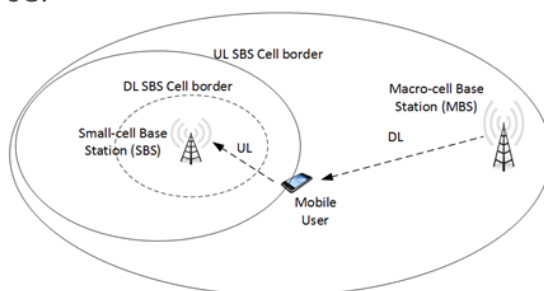 UL SBS Cell border
DL SBS Cell border
Macro-cell Base
Station (MBS)
Small-cell Base
Station (SBS)
UL
DL
Mobile
User